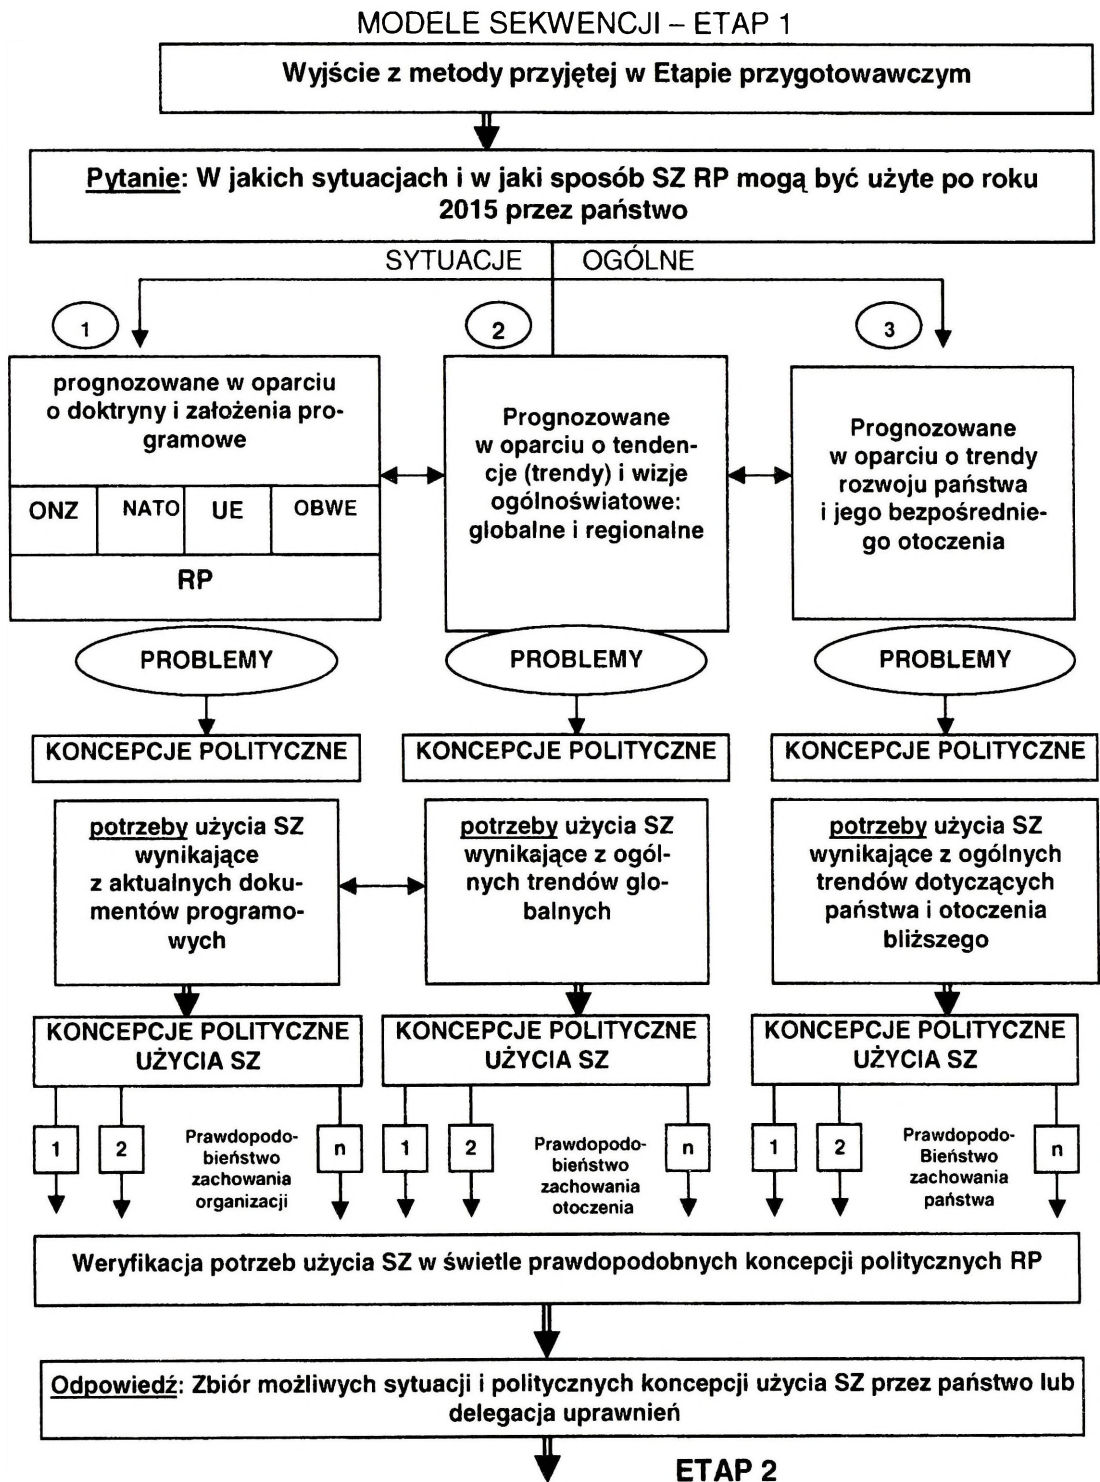 MODELE SEKWENCJI – ETAP 1
Wyjście z metody przyjętej w Etapie przygotowawczym
Pytanie: W jakich sytuacjach i w jaki sposób SZ RP mogą być użyte po roku
2015 przez państwo
SYTUACJE OGÓLNE
1
prognozowane w oparciu
o doktryny i założenia pro-
gramowe
ONZ
NATO
UE
OBWE
RP
2
Prognozowane
w oparciu o tenden-
cje (trendy) i wizje
ogólnoświatowe:
globalne i regionalne
3
Prognozowane
w oparciu o trendy
rozwoju państwa
i jego bezpośrednie-
go otoczenia
PROBLEMY
PROBLEMY
PROBLEMY
KONCEPCJE POLITYCZNE
KONCEPCJE POLITYCZNE
KONCEPCJE POLITYCZNE
potrzeby użycia SZ
wynikające
z aktualnych doku-
mentów programo-
wych
potrzeby użycia SZ
wynikające z ogól-
nych trendów glo-
balnych
potrzeby użycia SZ
wynikające z ogólnych
trendów dotyczących
państwa i otoczenia
bliższego
KONCEPCJE POLITYCZNE
UŻYCIA SZ
KONCEPCJE POLITYCZNE
UŻYCIA SZ
KONCEPCJE POLITYCZNE
UŻYCIA SZ
1
2
Prawdopodo-
bieństwo
zachowania
organizacji
n
1
2
Prawdopodo-
bieństwo
zachowania
otoczenia
n
1
2
Prawdopodo-
Bieństwo
zachowania
państwa
n
Weryfikacja potrzeb użycia SZ w świetle prawdopodobnych koncepcji politycznych RP
Odpowiedź: Zbiór możliwych sytuacji i politycznych koncepcji użycia SZ przez państwo lub
delegacja uprawnień
ETAP 2